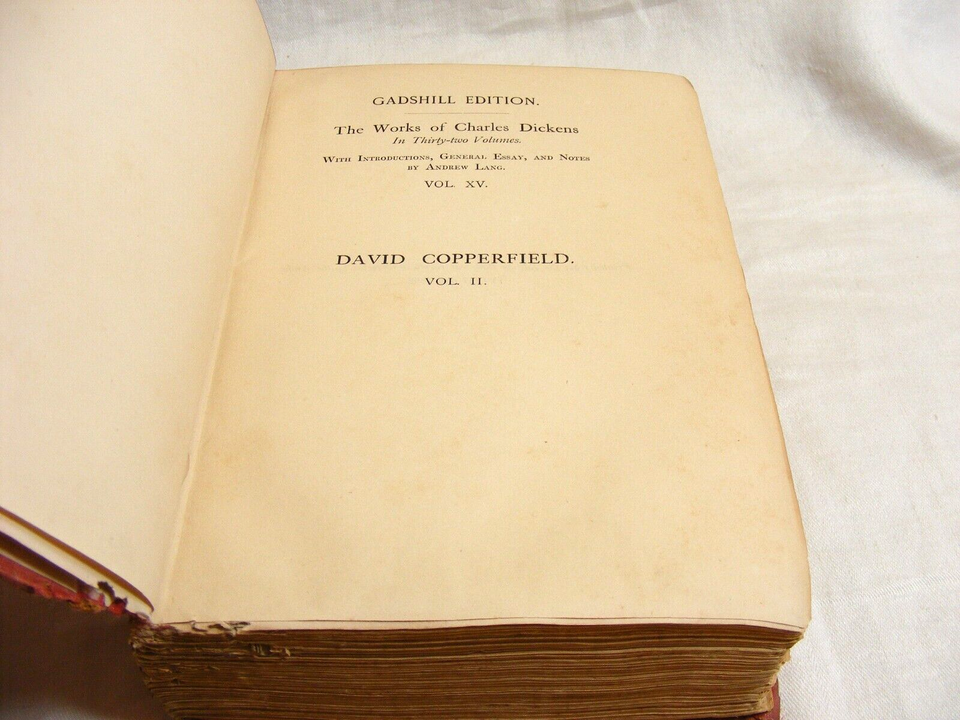 GADSHILL EDITION.
The Works of Charles Dickens
In Thirty-two Volumes.
With Introductions, General Essay, and Notes
by Andrew Lang.
VOL. XV.
DAVID COPPERFIELD.
VOL. II.